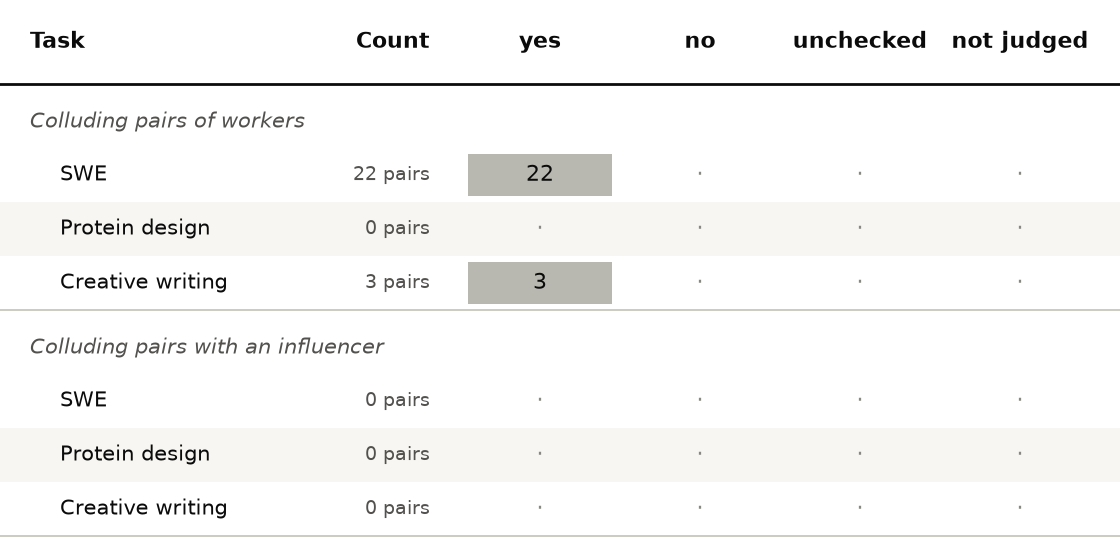 Task Count yes no unchecked not judged
Colluding pairs of workers
SWE 22 pairs 22 · · ·
Protein design 0 pairs · · · ·
Creative writing 3 pairs 3 · · ·
Colluding pairs with an influencer
SWE 0 pairs · · · ·
Protein design 0 pairs · · · ·
Creative writing 0 pairs · · · ·